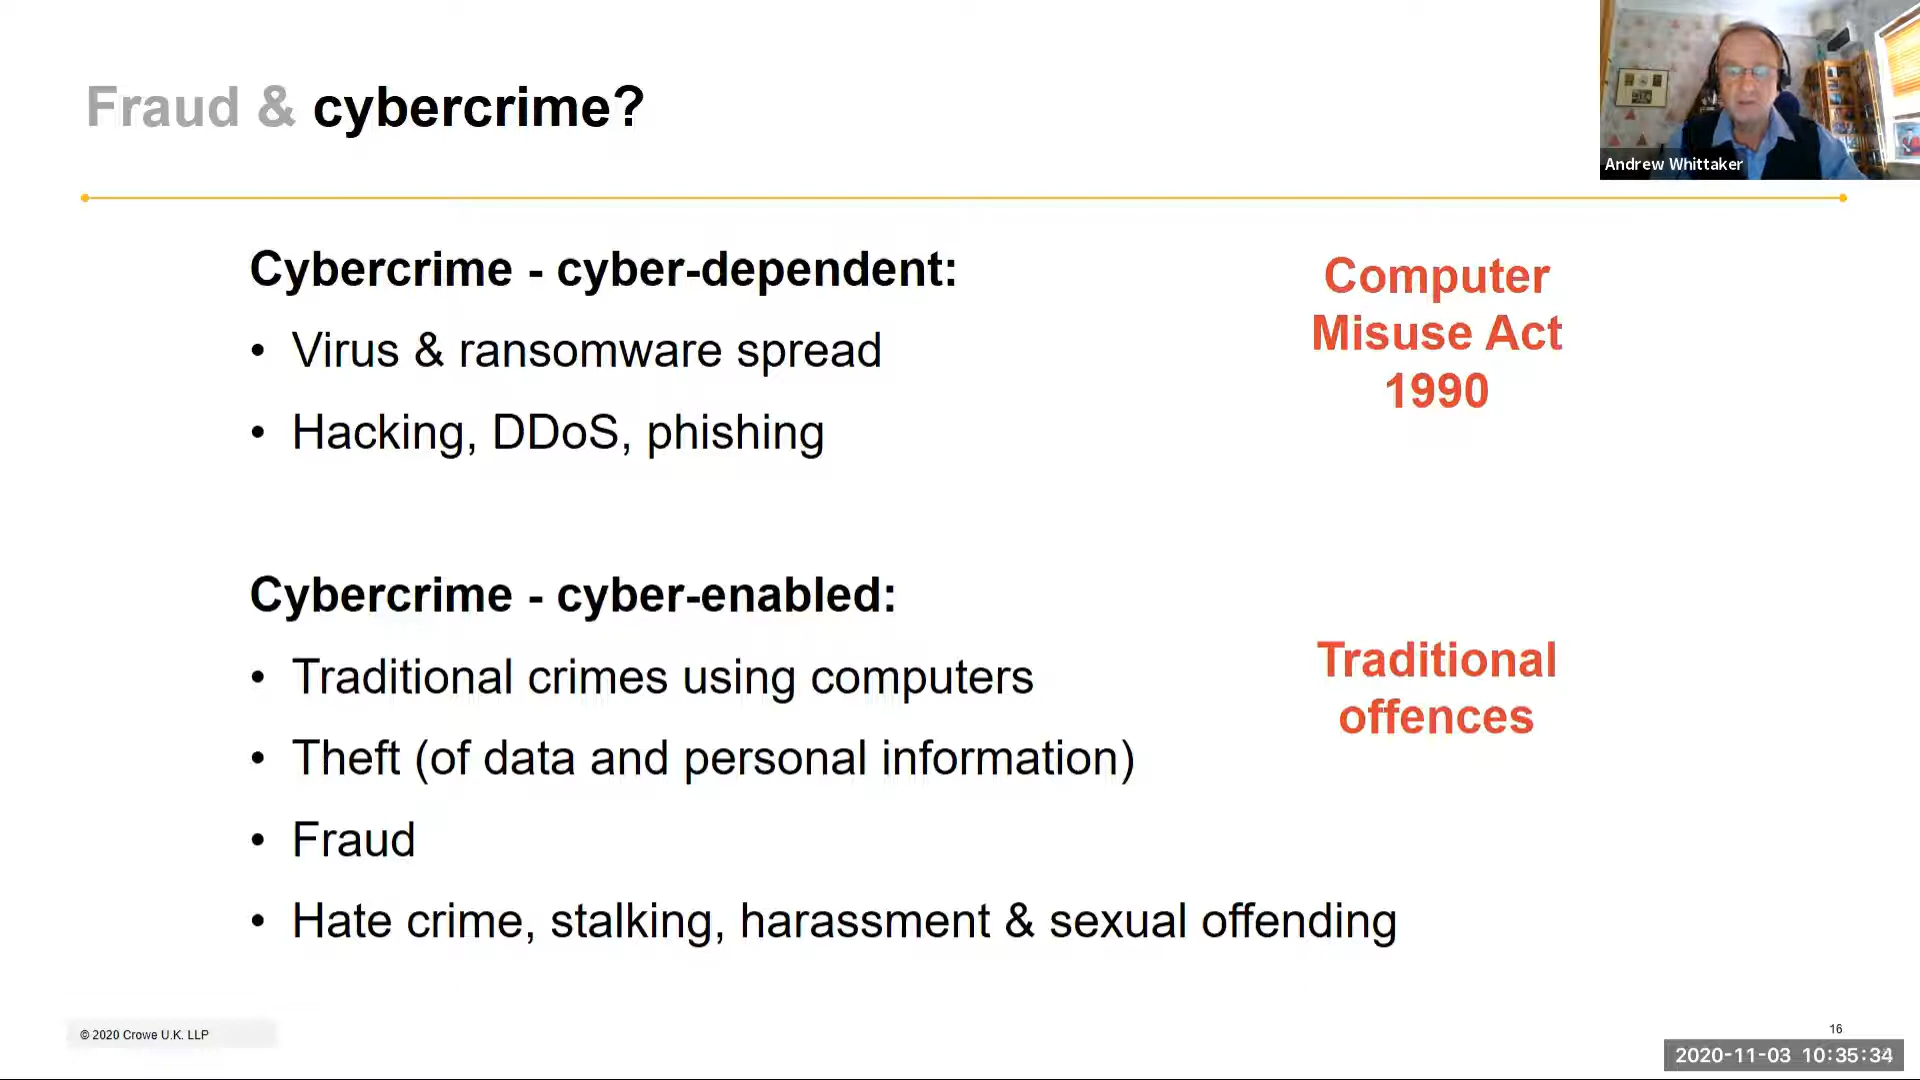 Fraud & cybercrime?
Andrew Whittaker
Cybercrime - cyber-dependent:
• Virus & ransomware spread
• Hacking, DDoS, phishing
Computer
Misuse Act
1990
Cybercrime - cyber-enabled:
• Traditional crimes using computers
• Theft (of data and personal information)
• Fraud
• Hate crime, stalking, harassment & sexual offending
Traditional
offences
© 2020 Crowe U.K. LLP
16
2020-11-03 10:35:34